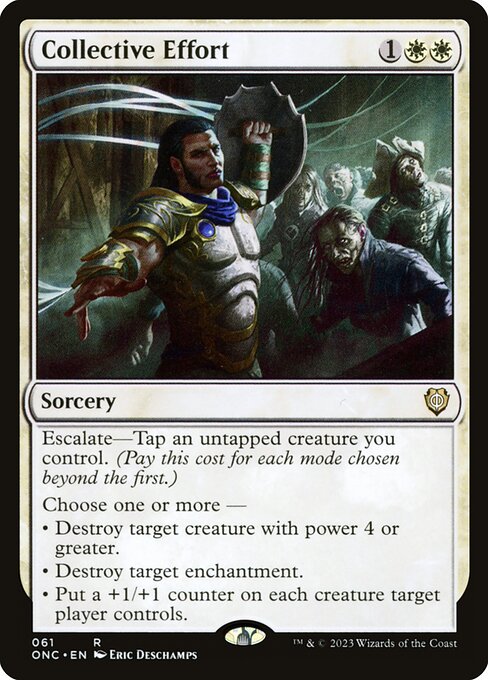 Collective Effort 1
Sorcery
Escalate—Tap an untapped creature you
control. (Pay this cost for each mode chosen
beyond the first.)
Choose one or more —
• Destroy target creature with power 4 or
greater.
• Destroy target enchantment.
• Put a +1/+1 counter on each creature target
player controls.
061 R
ONC • EN Eric Deschamps
™ & © 2023 Wizards of the Coast